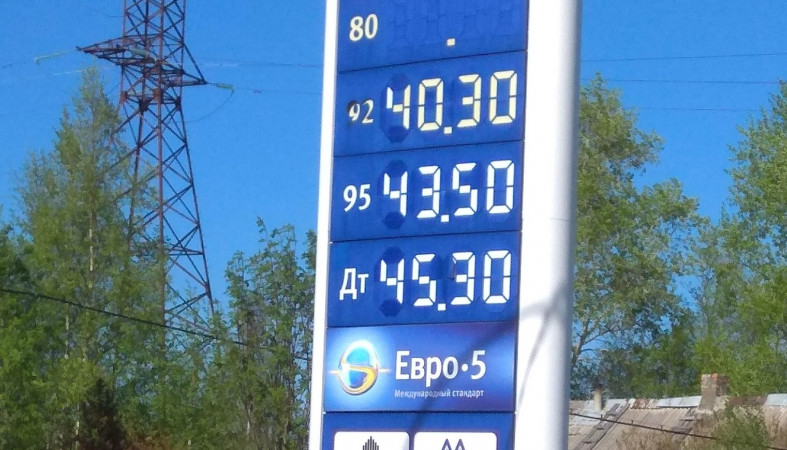 80 .
92 40.30
95 43.50
Дт 45.30
Евро•5
Международный стандарт